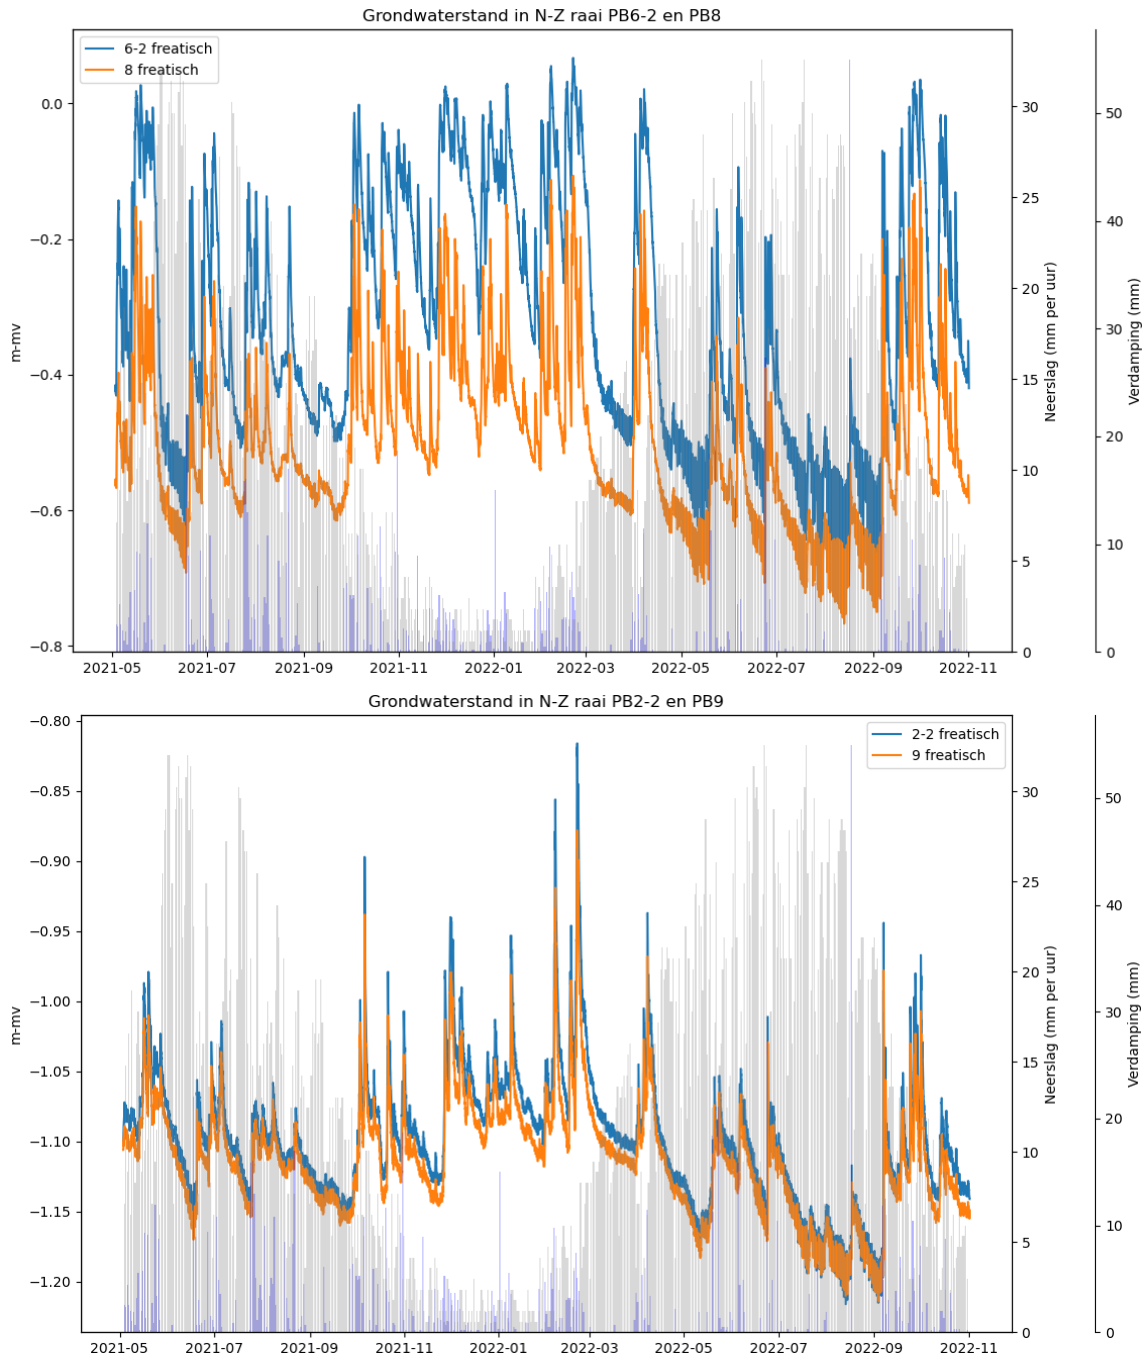 Grondwaterstand in N-Z raai PB6-2 en PB8
6-2 freatisch
8 freatisch
0.0
−0.2
−0.4
−0.6
−0.8
m-mv
30
25
20
15
10
5
0
Neerslag (mm per uur)
50
40
30
20
10
0
Verdamping (mm)
2021-05 2021-07 2021-09 2021-11 2022-01 2022-03 2022-05 2022-07 2022-09 2022-11
Grondwaterstand in N-Z raai PB2-2 en PB9
2-2 freatisch
9 freatisch
−0.80
−0.85
−0.90
−0.95
−1.00
−1.05
−1.10
−1.15
−1.20
m-mv
30
25
20
15
10
5
0
Neerslag (mm per uur)
50
40
30
20
10
0
Verdamping (mm)
2021-05 2021-07 2021-09 2021-11 2022-01 2022-03 2022-05 2022-07 2022-09 2022-11